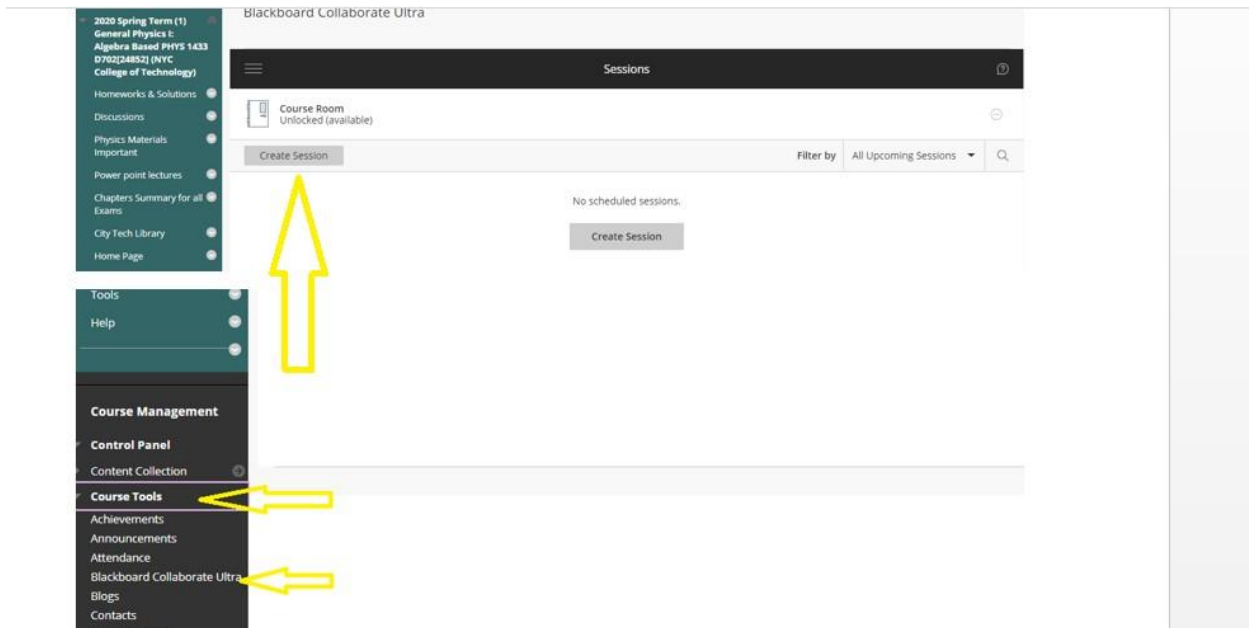 2020 Spring Term (1)
General Physics I:
Algebra Based PHYS 1433
D702[24852] (NYC
College of Technology)
Homeworks & Solutions
Discussions
Physics Materials
Important
Power point lectures
Chapters Summary for all
Exams
City Tech Library
Home Page
Blackboard Collaborate Ultra
Sessions
Course Room
Unlocked (available)
Create Session
Filter by All Upcoming Sessions
No scheduled sessions.
Create Session
Tools
Help
Course Management
Control Panel
Content Collection
Course Tools
Achievements
Announcements
Attendance
Blackboard Collaborate Ultra
Blogs
Contacts